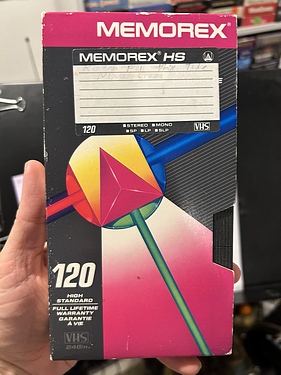 MEMOREX®
MEMOREX® HS
120
■ STEREO ■ MONO
■ SP ■ LP ■ SLP
VHS
120
HIGH
STANDARD
FULL LIFETIME
WARRANTY
GARANTIE
À VIE
VHS